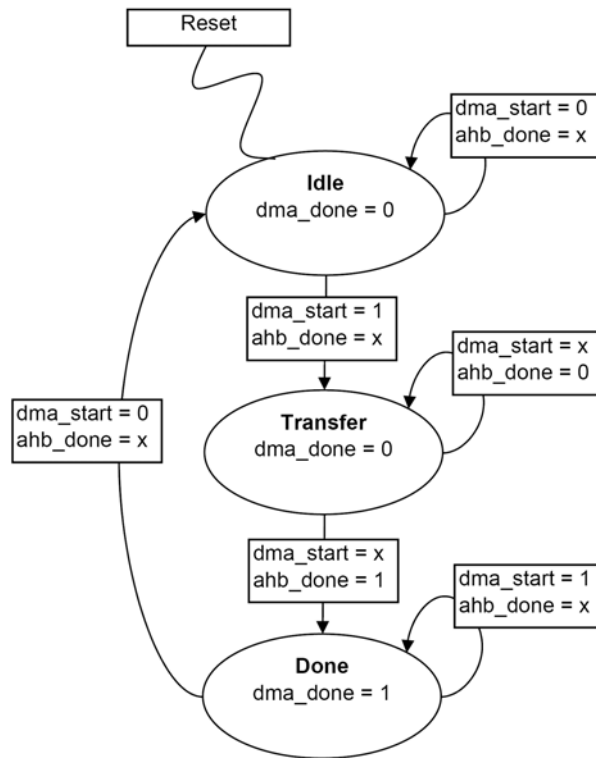 Reset
dma_start = 0
ahb_done = x
Idle
dma_done = 0
dma_start = 1
ahb_done = x
dma_start = x
ahb_done = 0
dma_start = 0
ahb_done = x
Transfer
dma_done = 0
dma_start = x
ahb_done = 1
dma_start = 1
ahb_done = x
Done
dma_done = 1